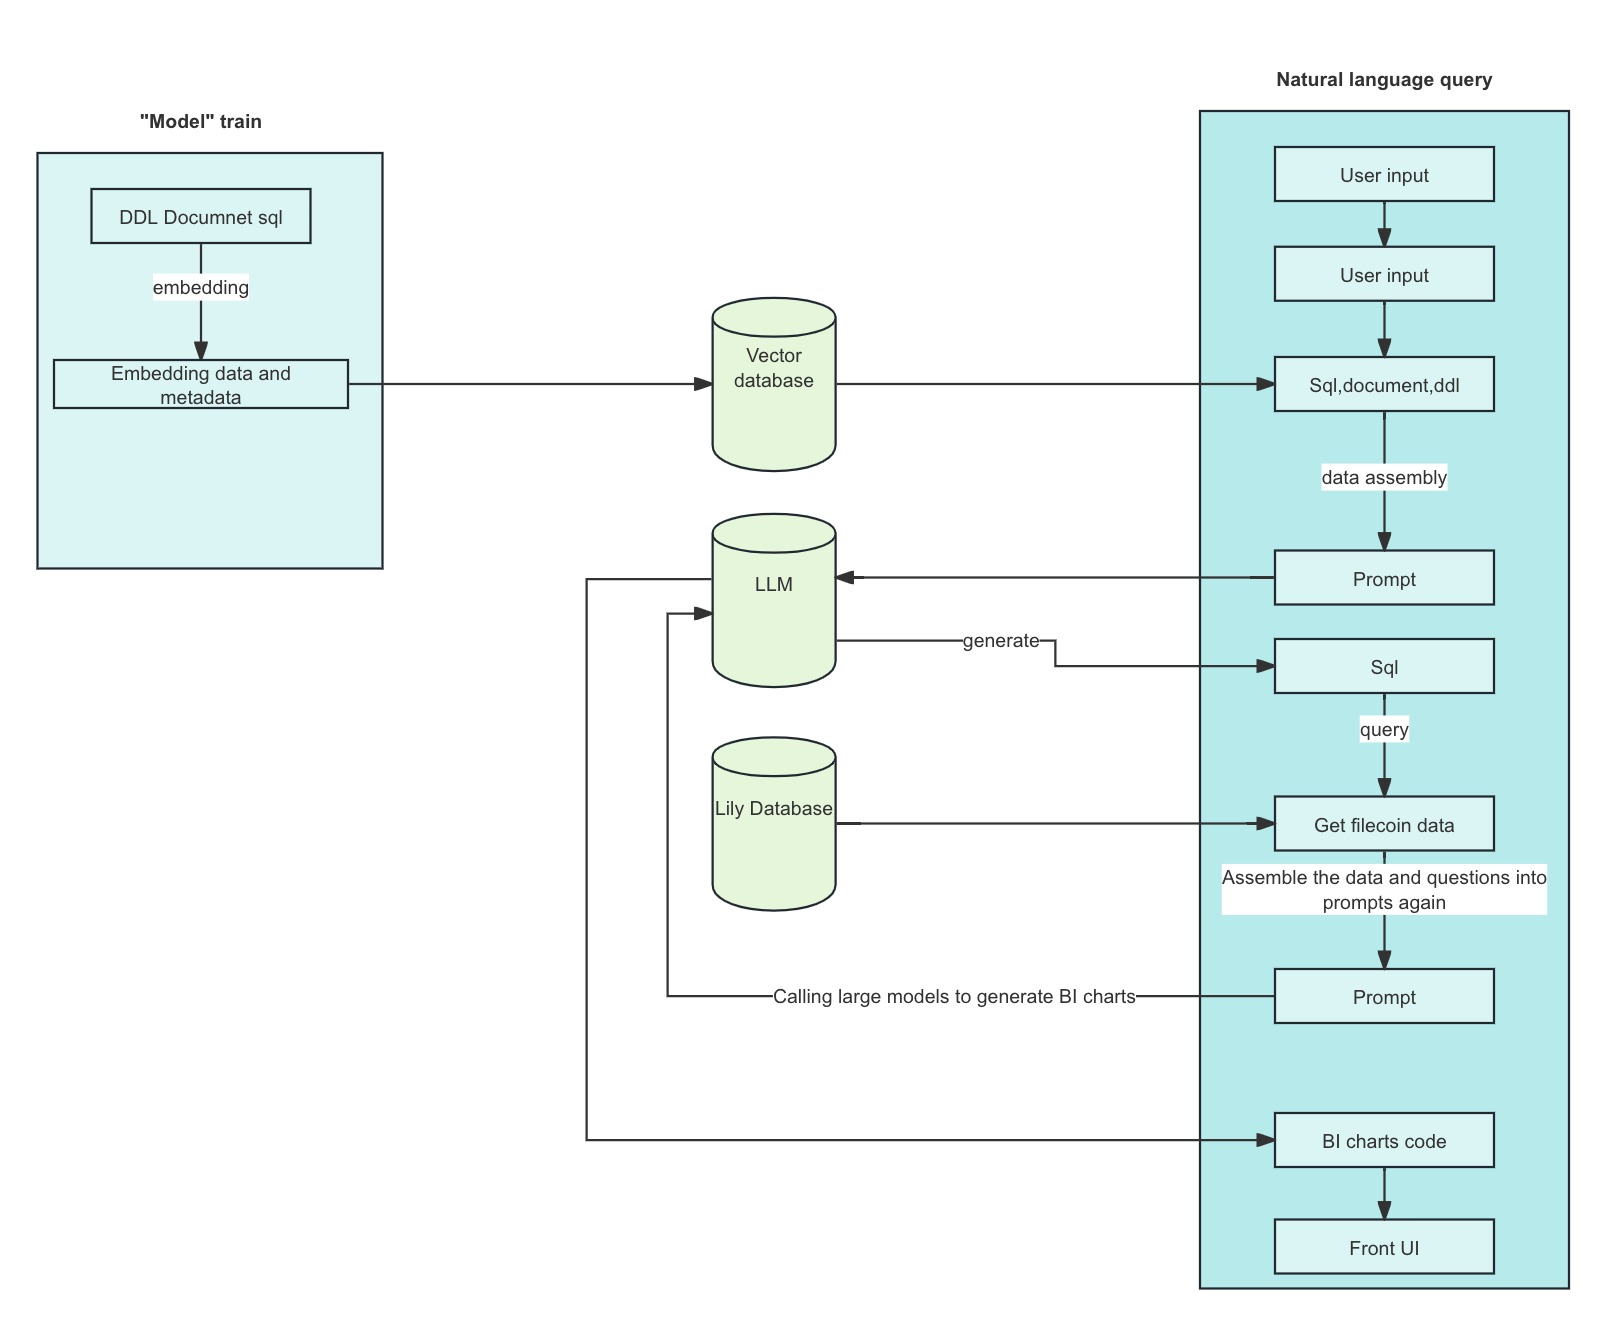 "Model" train
DDL Documnet sql
embedding
Embedding data and
metadata
Vector
database
LLM
generate
Lily Database
Calling large models to generate BI charts
Natural language query
User input
User input
Sql,document,ddl
data assembly
Prompt
Sql
query
Get filecoin data
Assemble the data and questions into
prompts again
Prompt
BI charts code
Front UI